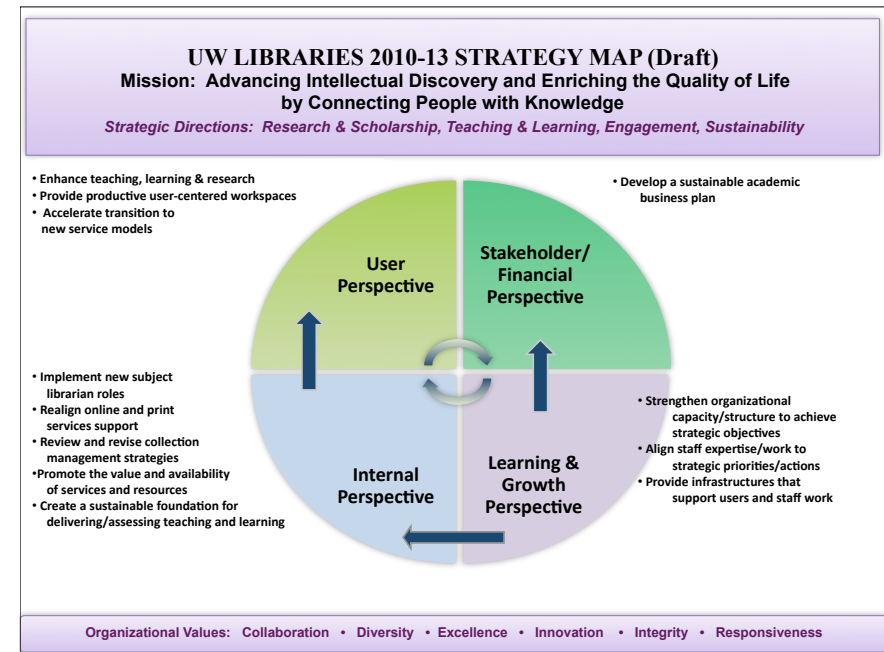 UW LIBRARIES 2010-13 STRATEGY MAP (Draft)
Mission: Advancing Intellectual Discovery and Enriching the Quality of Life
by Connecting People with Knowledge
Strategic Directions: Research & Scholarship, Teaching & Learning, Engagement, Sustainability
• Enhance teaching, learning & research
• Provide productive user-centered workspaces
• Accelerate transition to
new service models
• Develop a sustainable academic
business plan
User
Perspective
Stakeholder/
Financial
Perspective
• Implement new subject
librarian roles
• Realign online and print
services support
• Review and revise collection
management strategies
•Promote the value and availability
of services and resources
• Create a sustainable foundation for
delivering/assessing teaching and learning
Internal
Perspective
Learning &
Growth
Perspective
• Strengthen organizational
capacity/structure to achieve
strategic objectives
• Align staff expertise/work to
strategic priorities/actions
• Provide infrastructures that
support users and staff work
Organizational Values: Collaboration • Diversity • Excellence • Innovation • Integrity • Responsiveness